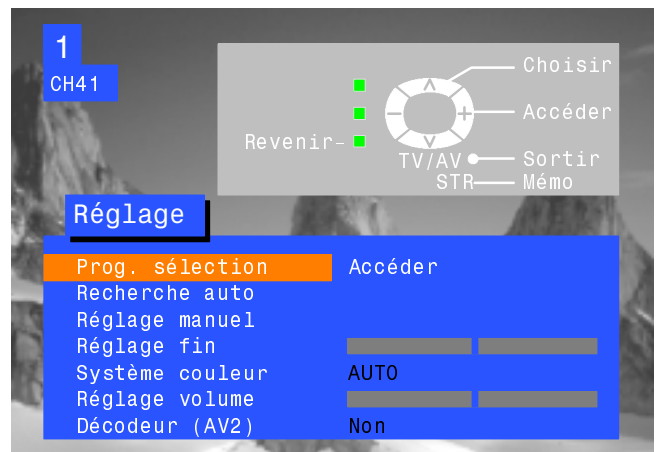 1
CH41
Choisir
Accéder
Revenir
TV/AV Sortir
STR Mémo
Réglage
Prog. sélection Accéder
Recherche auto
Réglage manuel
Réglage fin
Système couleur AUTO
Réglage volume
Décodeur (AV2) Non